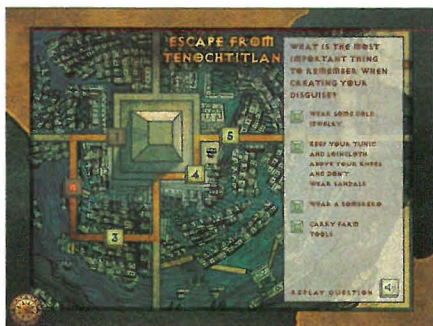 ESCAPE FROM
TENOCHTITLAN
WHAT IS THE MOST
IMPORTANT THING
TO REMEMBER WHEN
CREATING YOUR
DISGUISE?
WEAR SOME GOLD
JEWELRY
KEEP YOUR TUNIC
AND LOINCLOTH
ABOVE YOUR KNEES
AND DON'T
WEAR SANDALS
WEAR A SOMBRERO
CARRY FARM
TOOLS
5
4
3
REPLAY QUESTION